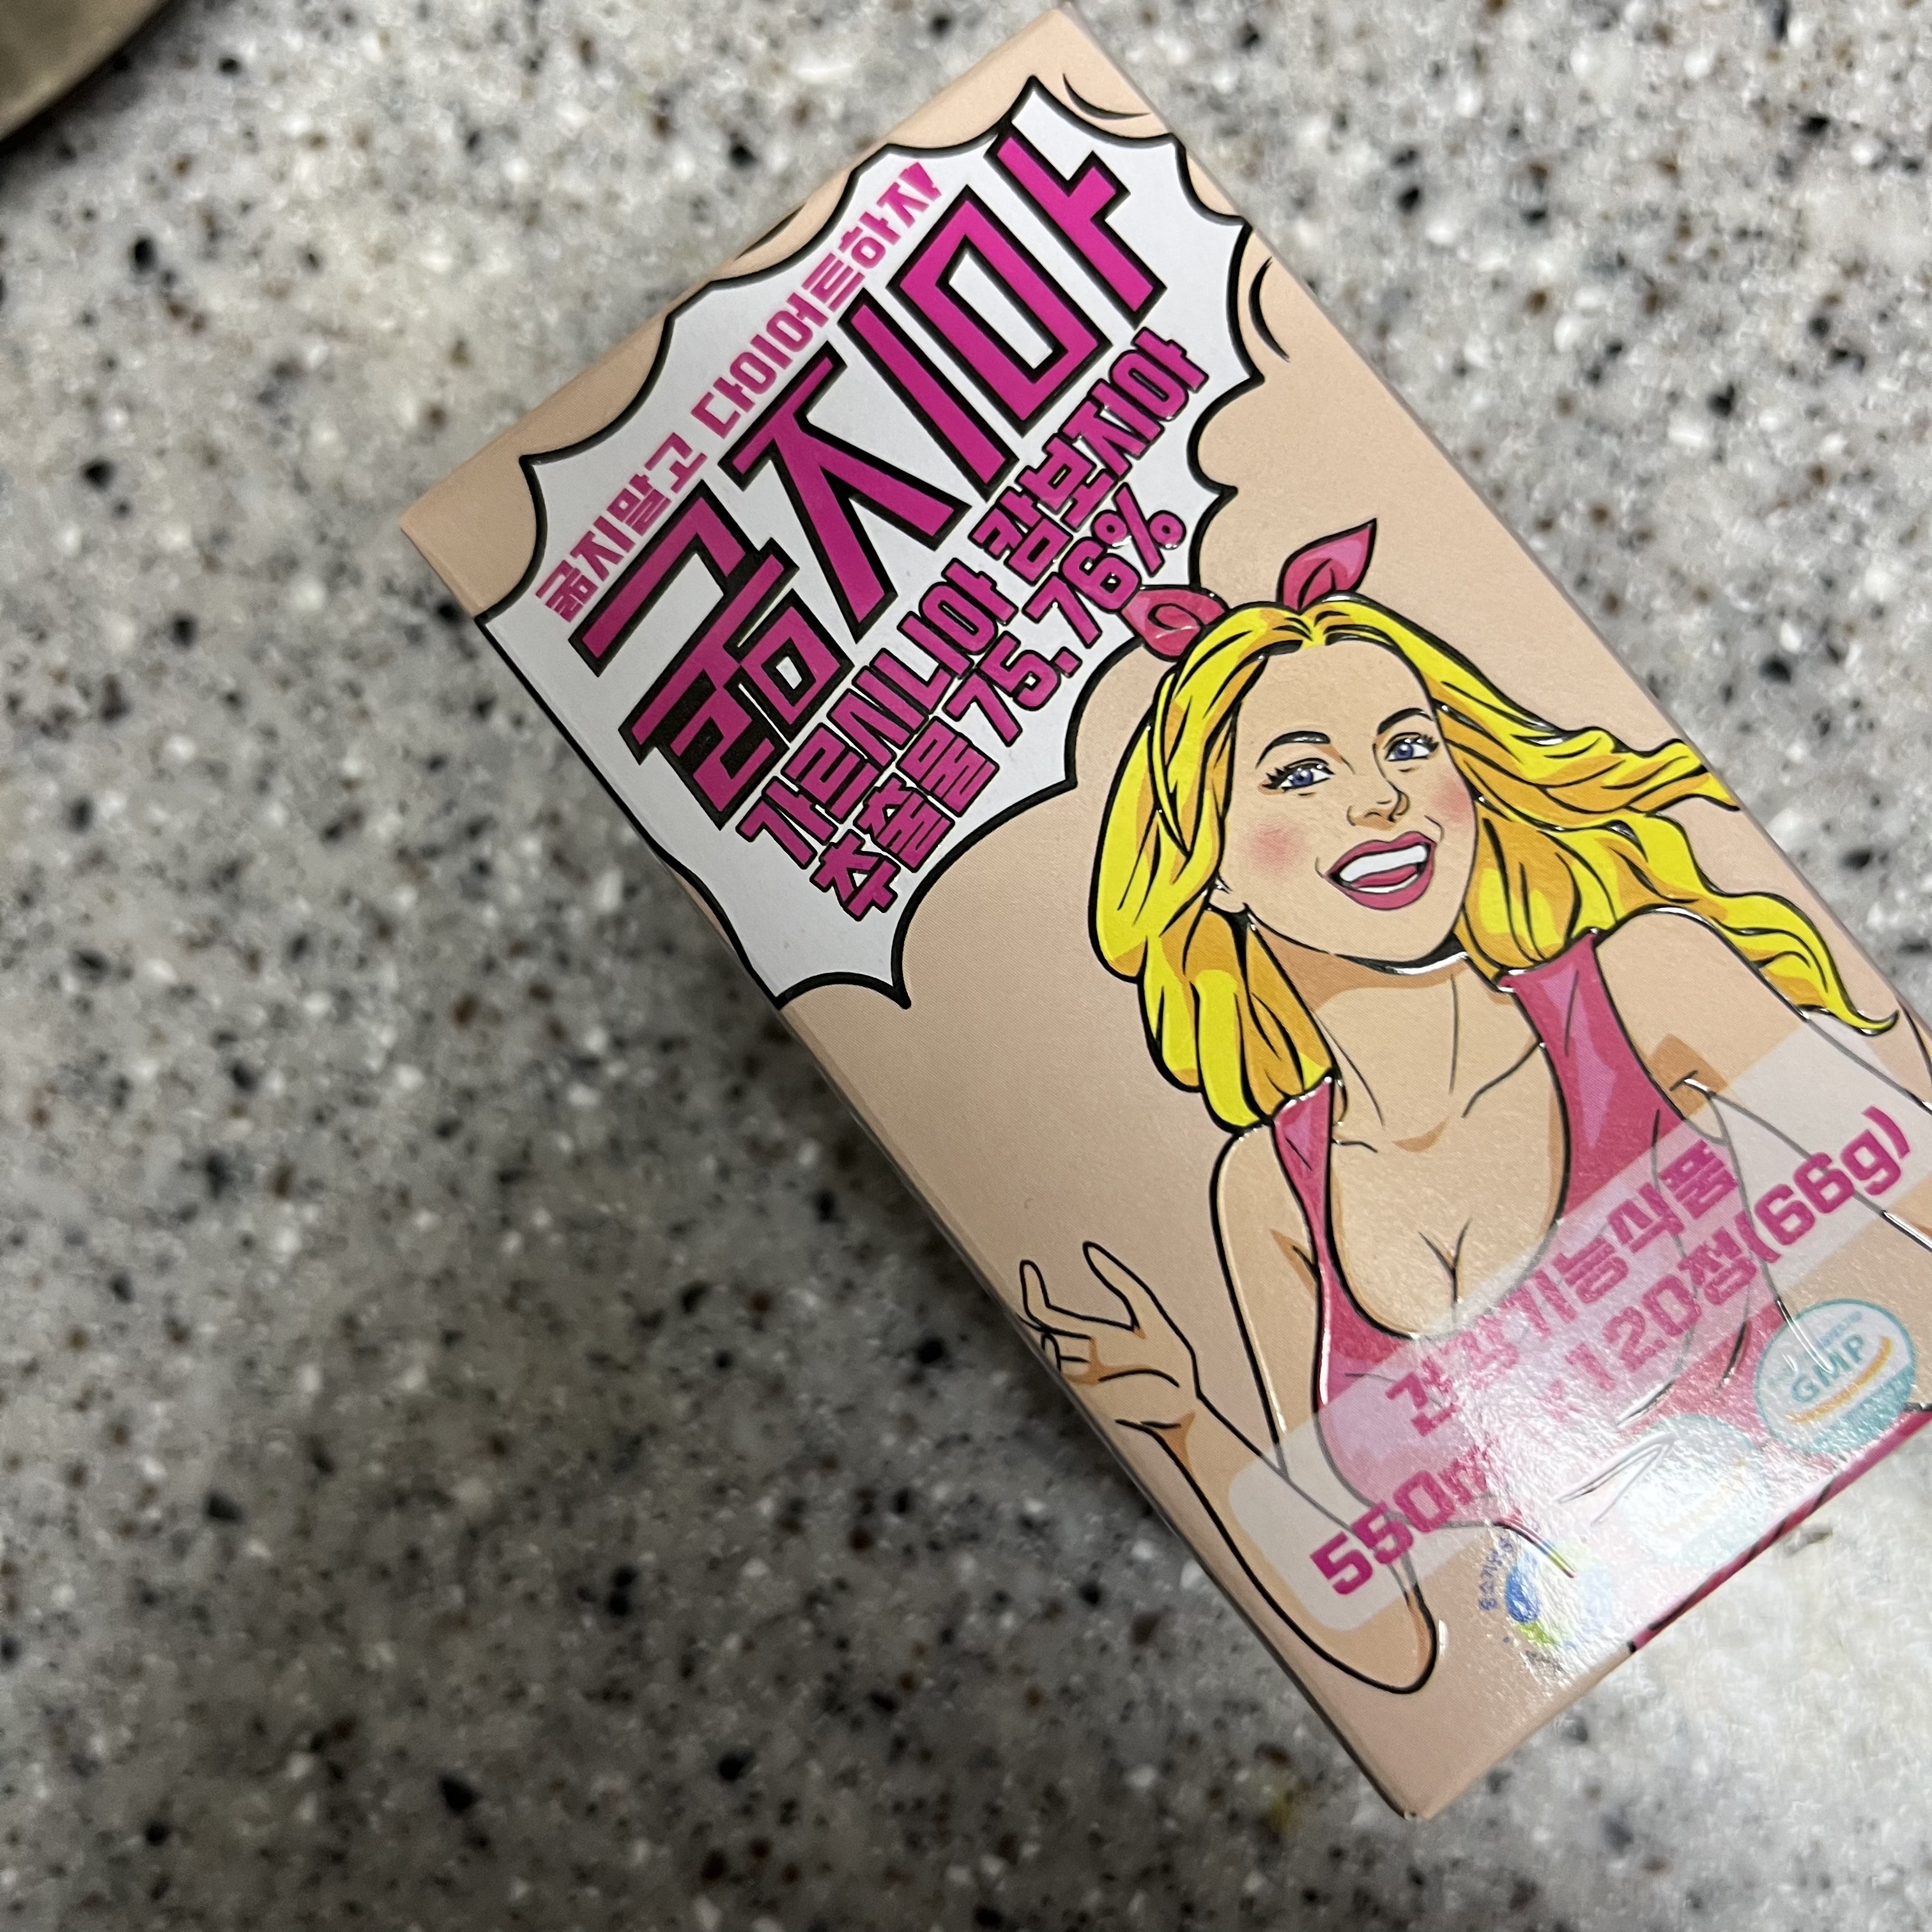 굶지말고 다이어트하자!
굶지마
가르시니아 캄보지아
추출물 75.76%
건강기능식품
120정(66g)
GMP